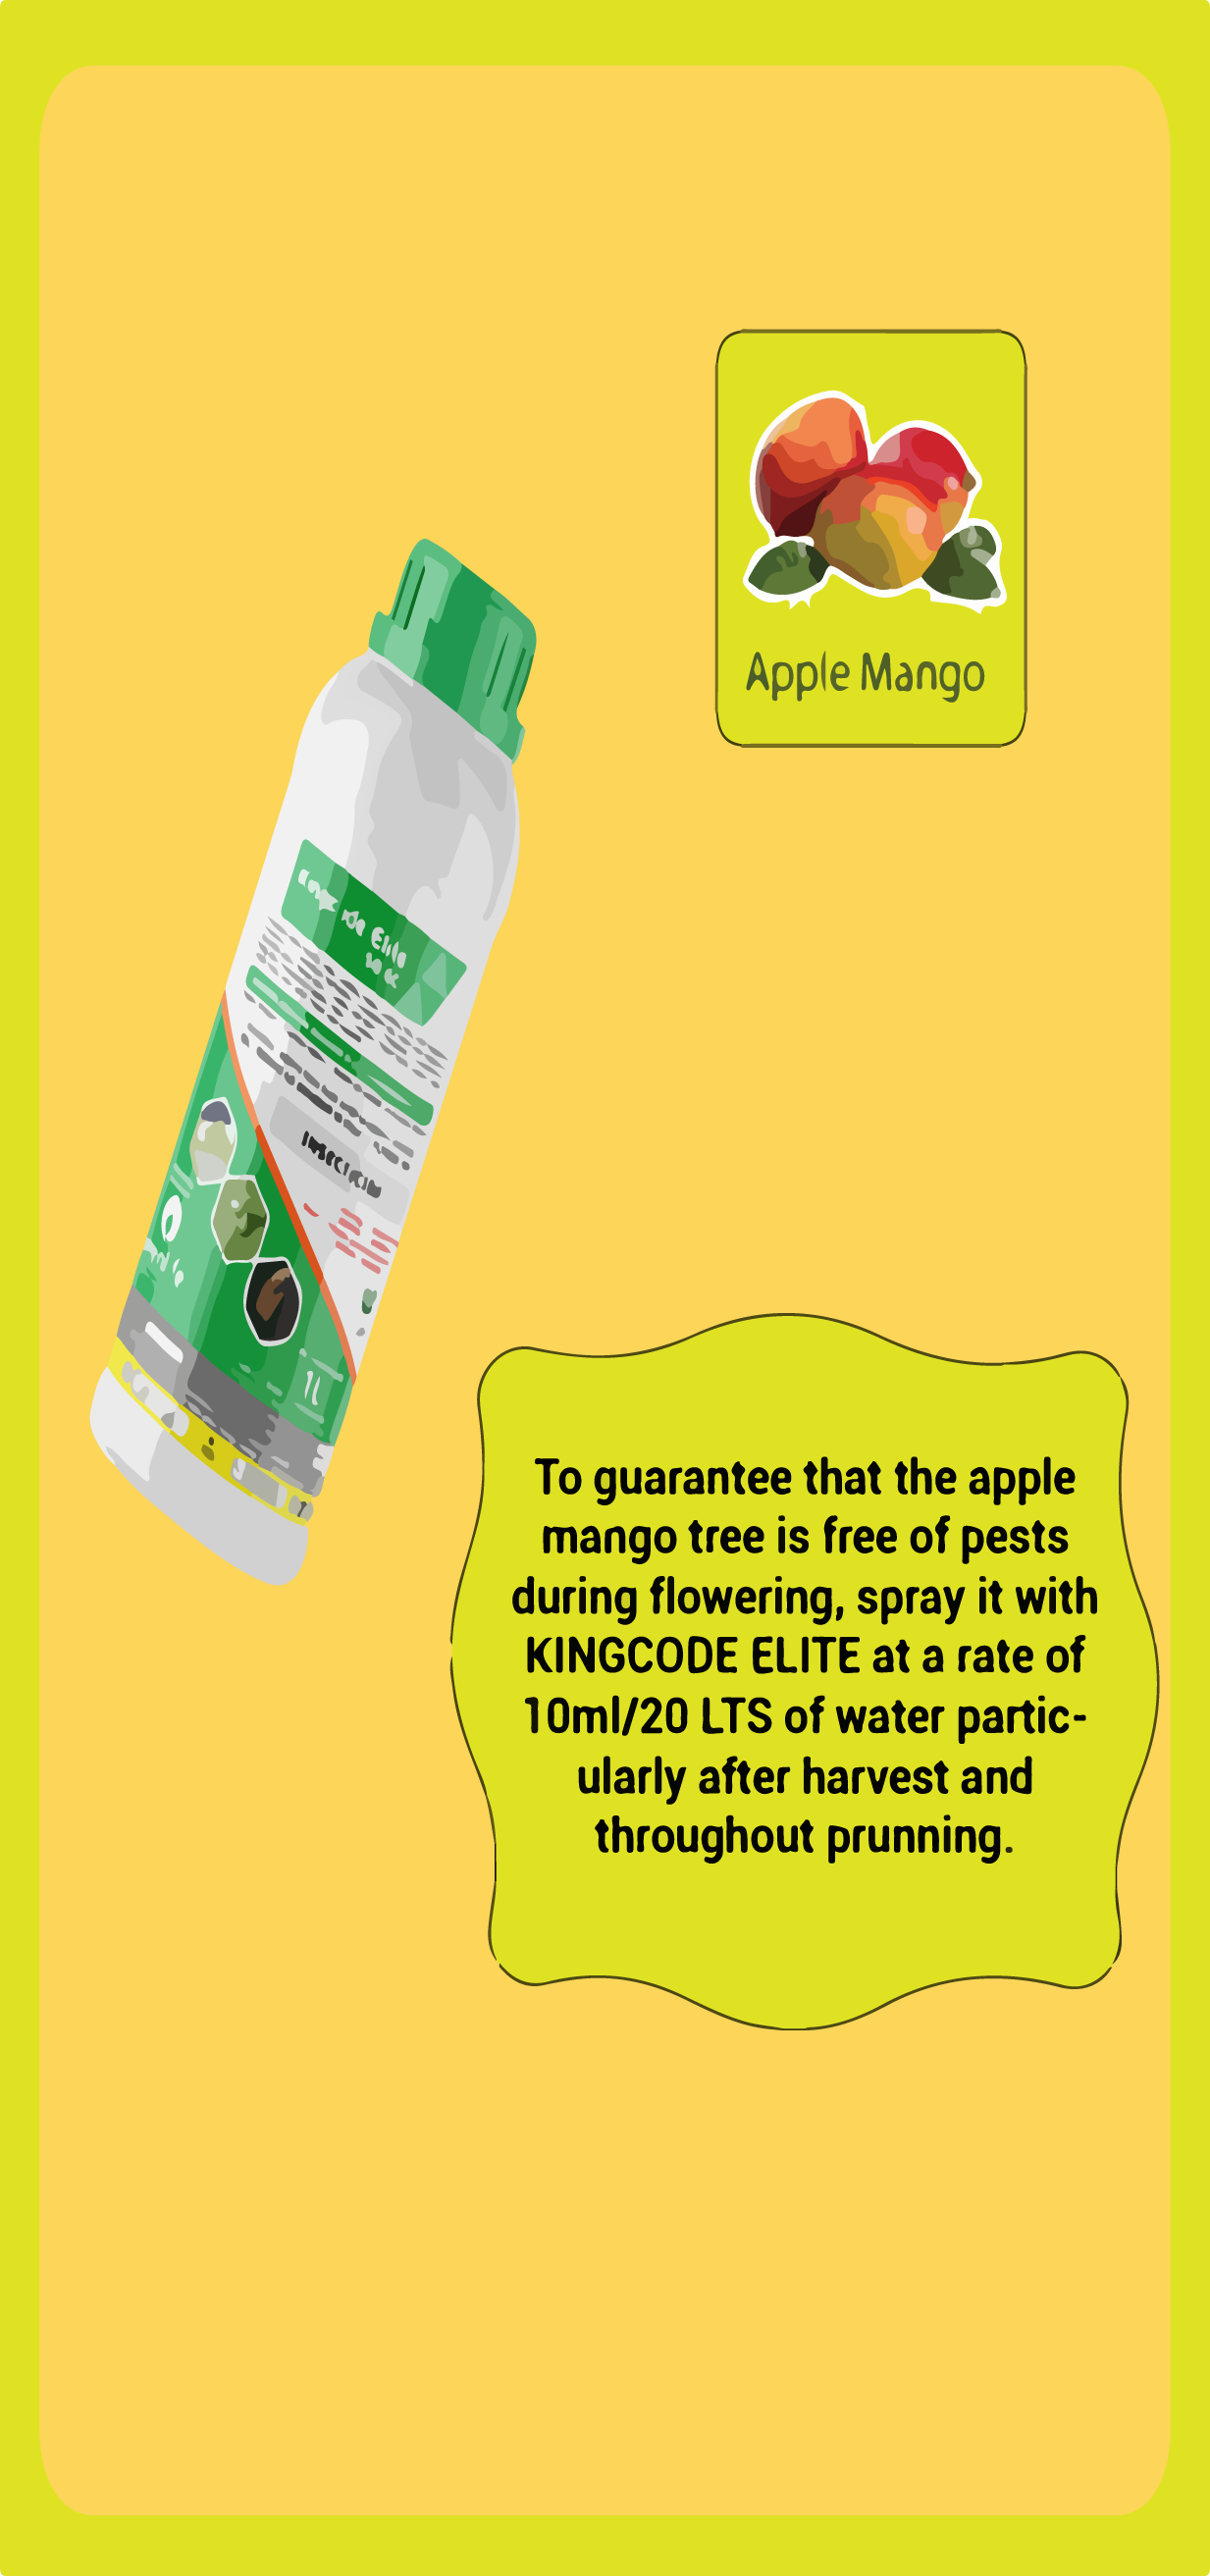 Apple Mango
To guarantee that the apple
mango tree is free of pests
during flowering, spray it with
KINGCODE ELITE at a rate of
10ml/20 LTS of water partic-
ularly after harvest and
throughout prunning.